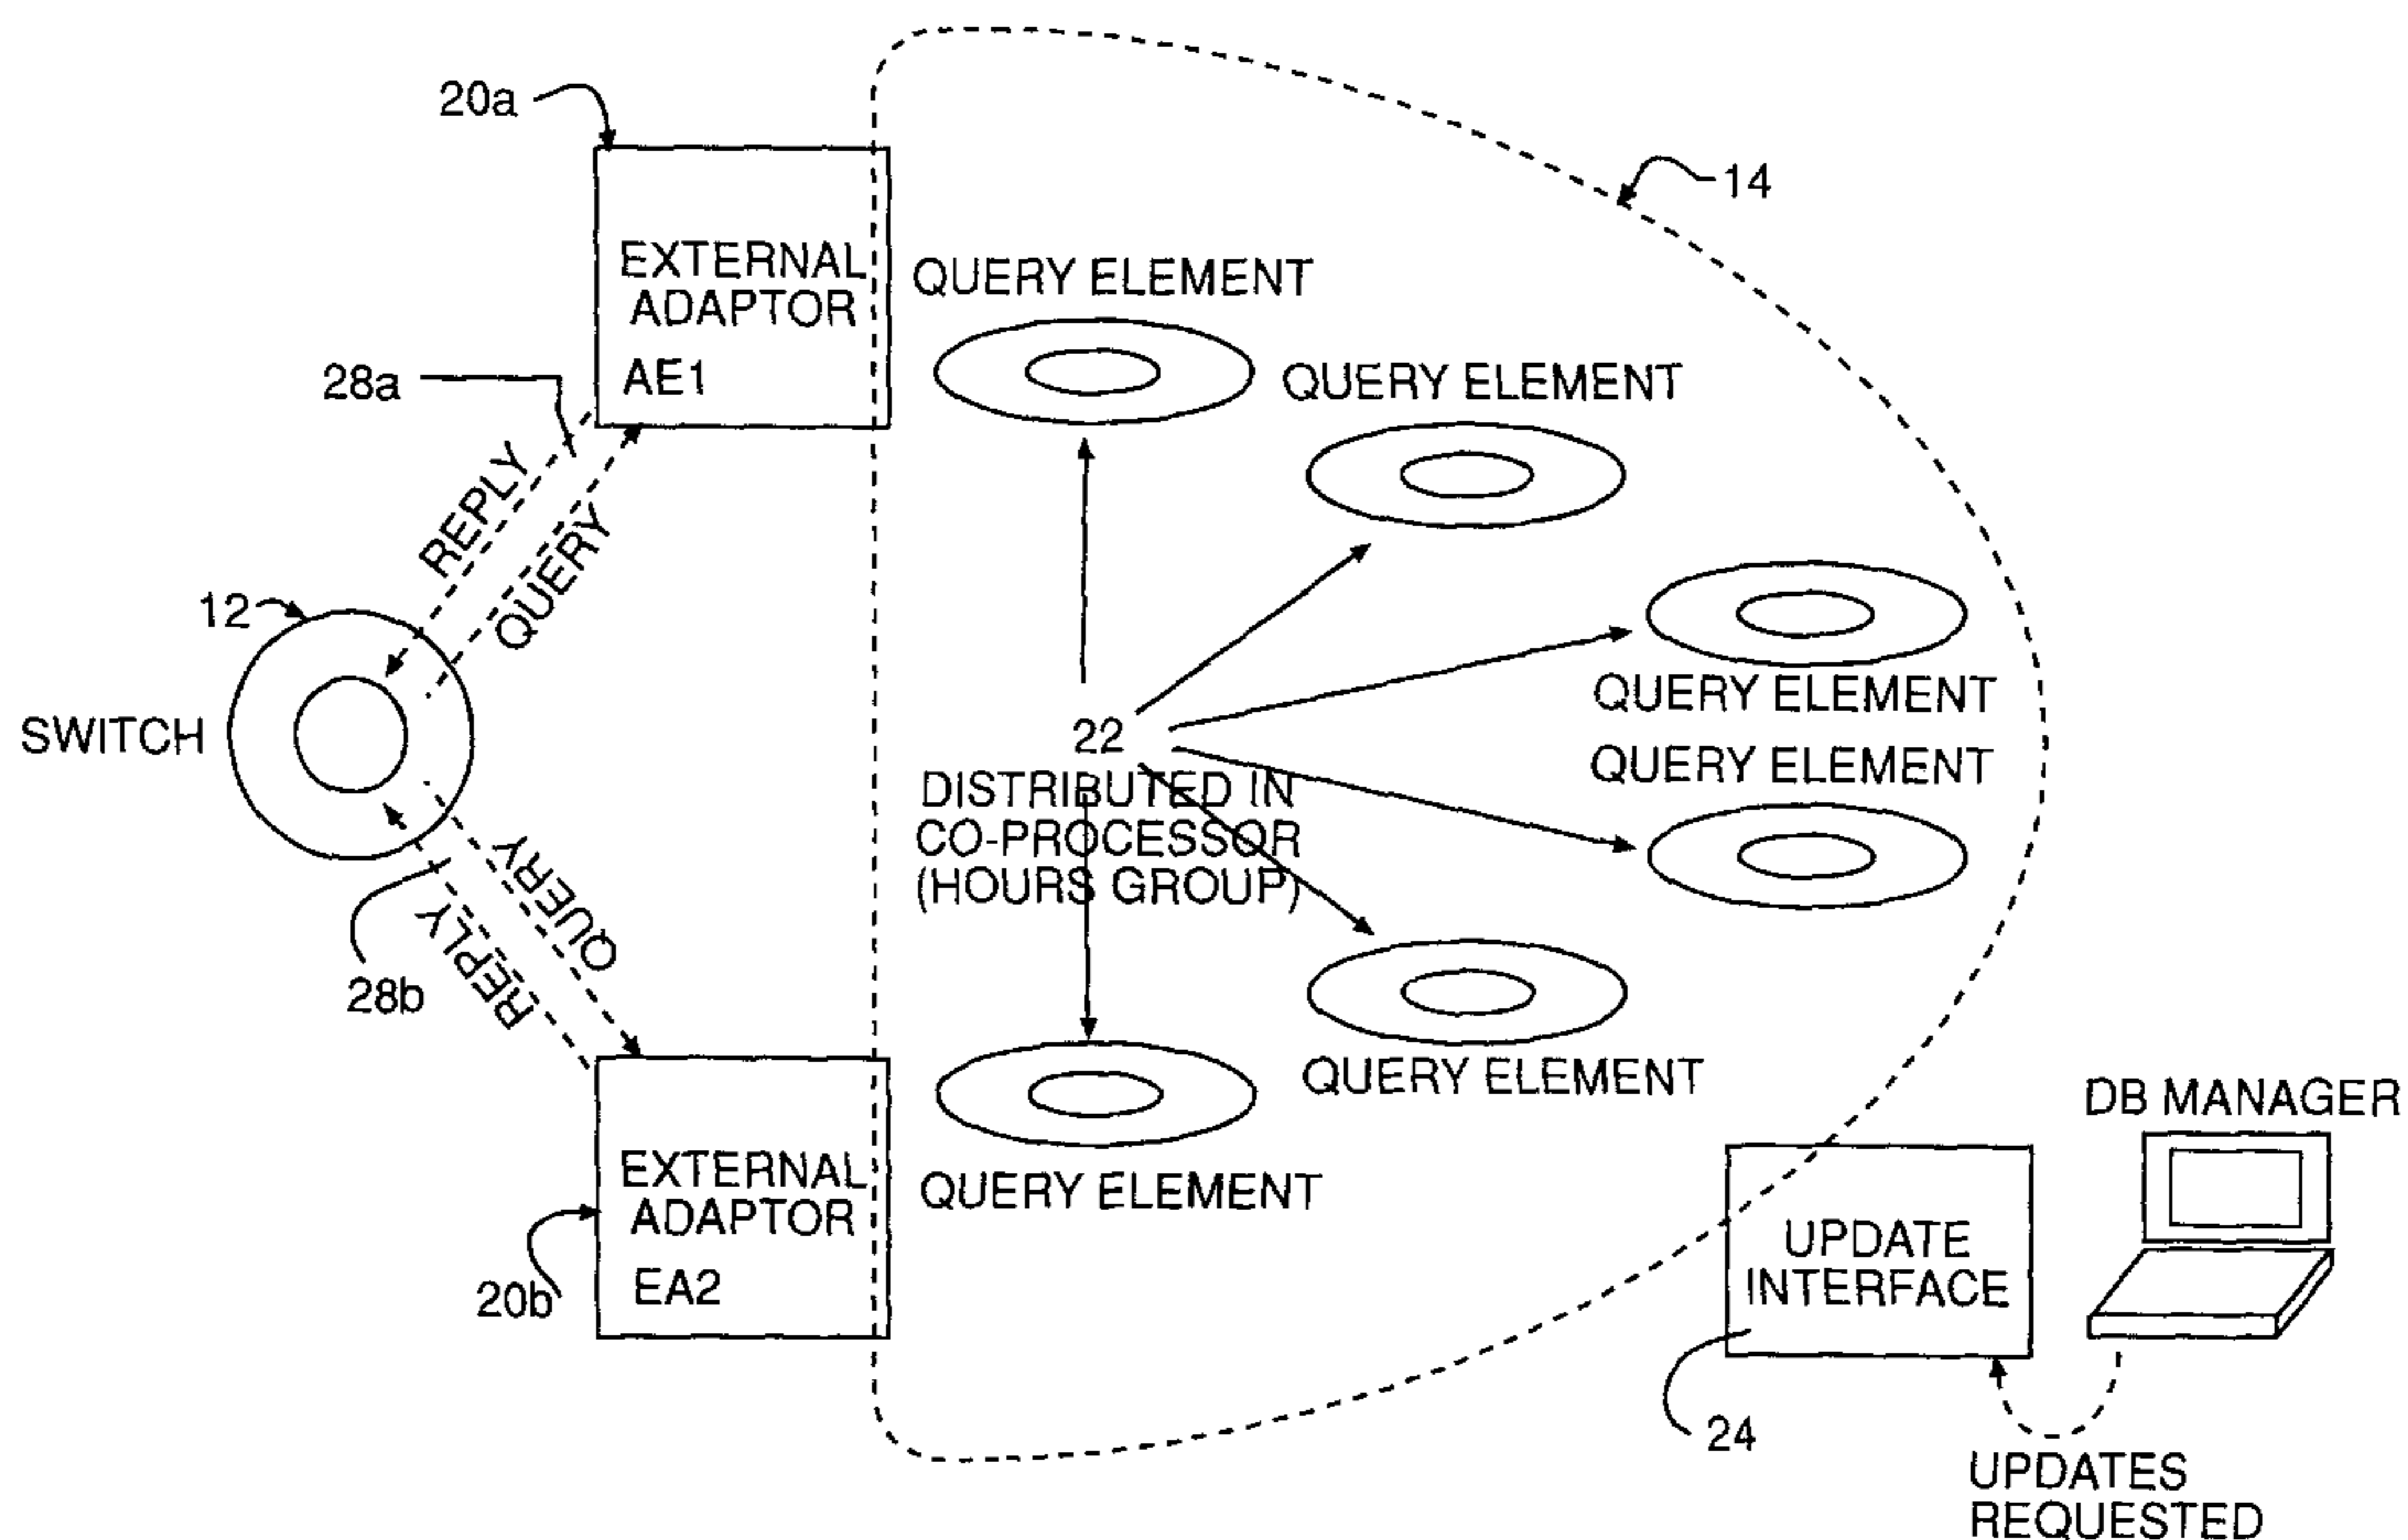 20a
14
EXTERNAL
ADAPTOR
AE1
QUERY ELEMENT
QUERY ELEMENT
28a
REPLY
QUERY
12
SWITCH
QUERY ELEMENT
22
QUERY ELEMENT
DISTRIBUTED IN
CO-PROCESSOR
(HOURS GROUP)
QUERY
REPLY
28b
QUERY ELEMENT
EXTERNAL
ADAPTOR
EA2
20b
QUERY ELEMENT
DB MANAGER
UPDATE
INTERFACE
24
UPDATES
REQUESTED